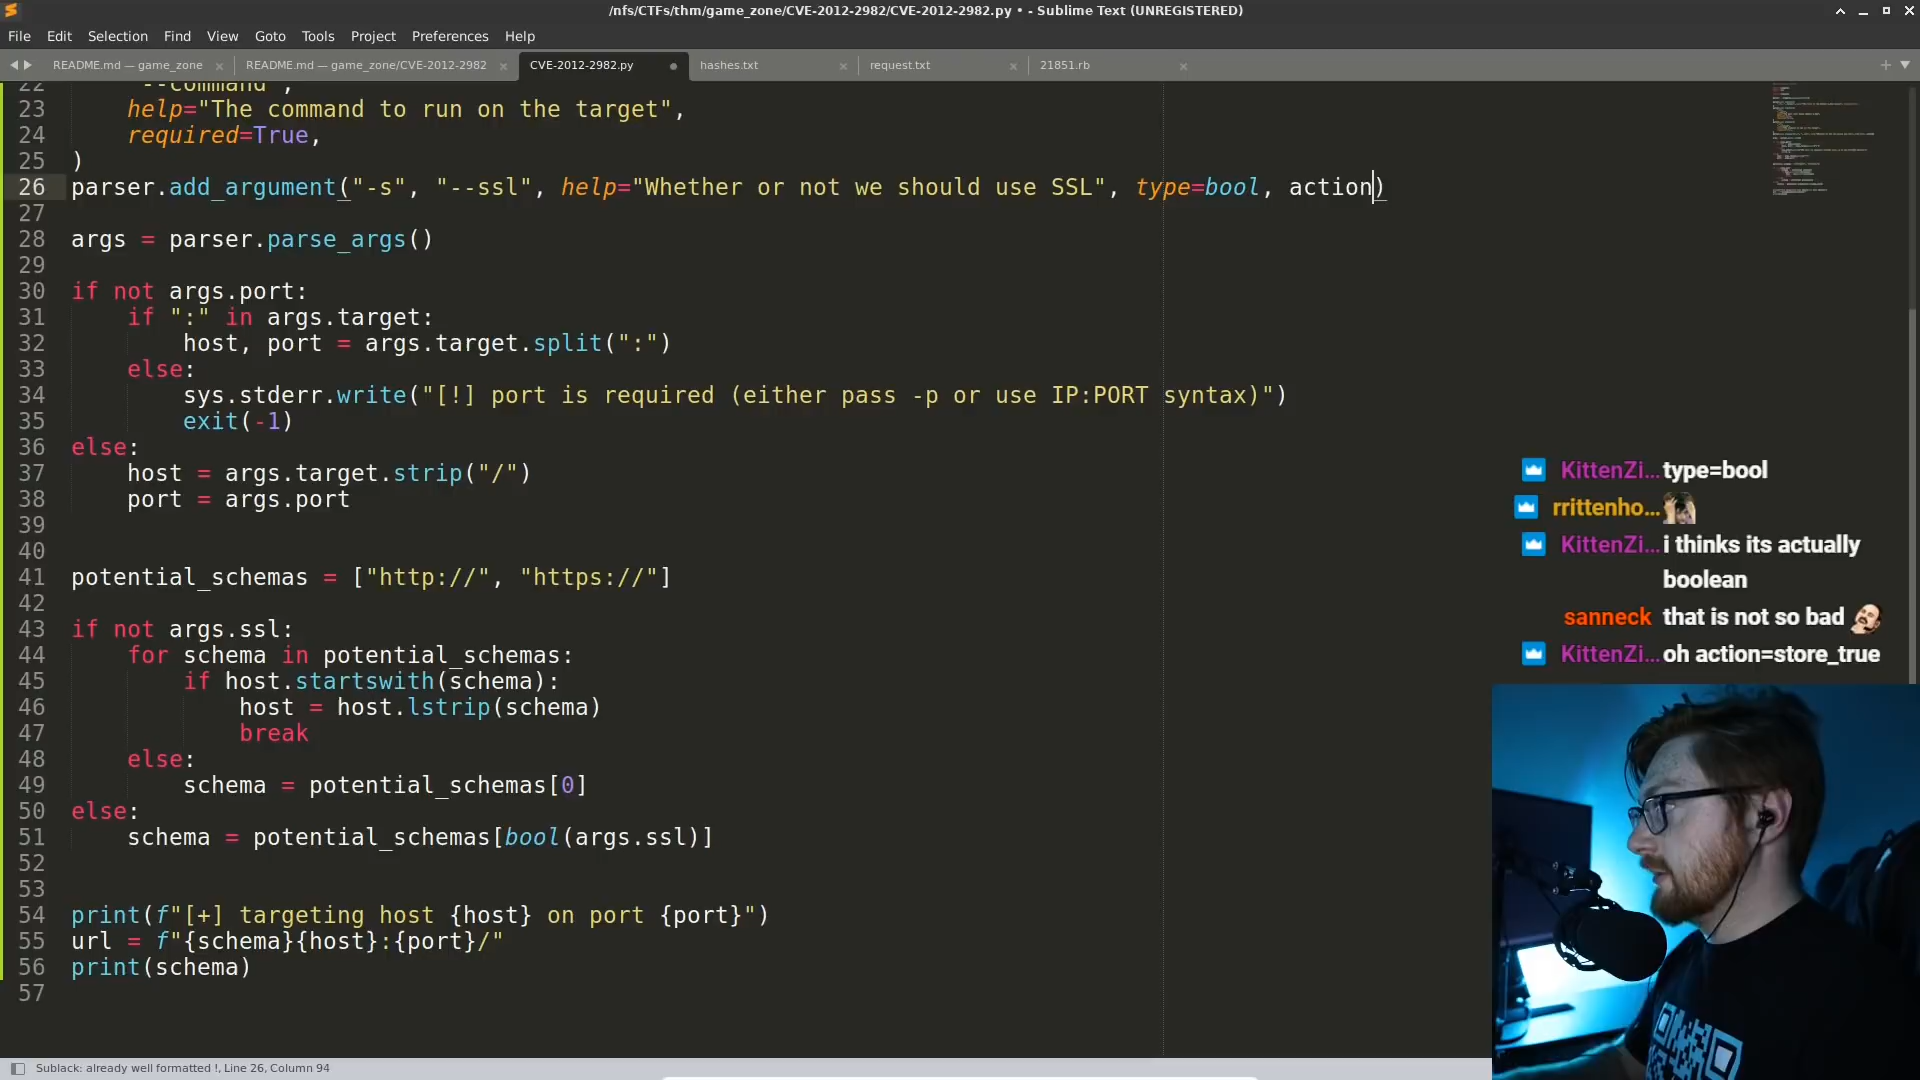 /nfs/CTFs/thm/game_zone/CVE-2012-2982/CVE-2012-2982.py • - Sublime Text (UNREGISTERED)
File Edit Selection Find View Goto Tools Project Preferences Help
README.md — game_zone × README.md — game_zone/CVE-2012-2982 × CVE-2012-2982.py ● hashes.txt × request.txt × 21851.rb ×
22 "--command",
23 help="The command to run on the target",
24 required=True,
25 )
26 parser.add_argument("-s", "--ssl", help="Whether or not we should use SSL", type=bool, action)
27
28 args = parser.parse_args()
29
30 if not args.port:
31 if ":" in args.target:
32 host, port = args.target.split(":")
33 else:
34 sys.stderr.write("[!] port is required (either pass -p or use IP:PORT syntax)")
35 exit(-1)
36 else:
37 host = args.target.strip("/")
38 port = args.port
39
40
41 potential_schemas = ["http://", "https://"]
42
43 if not args.ssl:
44 for schema in potential_schemas:
45 if host.startswith(schema):
46 host = host.lstrip(schema)
47 break
48 else:
49 schema = potential_schemas[0]
50 else:
51 schema = potential_schemas[bool(args.ssl)]
52
53
54 print(f"[+] targeting host {host} on port {port}")
55 url = f"{schema}{host}:{port}/"
56 print(schema)
57
KittenZi... type=bool
rrittenho...
KittenZi... i thinks its actually
boolean
sanneck that is not so bad
KittenZi... oh action=store_true
Sublack: already well formatted !, Line 26, Column 94